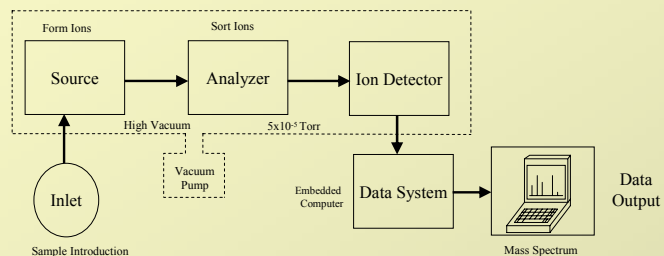 Form Ions
Sort Ions
Source
Analyzer
Ion Detector
High Vacuum
5x10⁻⁵ Torr
Vacuum
Pump
Inlet
Sample Introduction
Embedded
Computer
Data System
Data
Output
Mass Spectrum